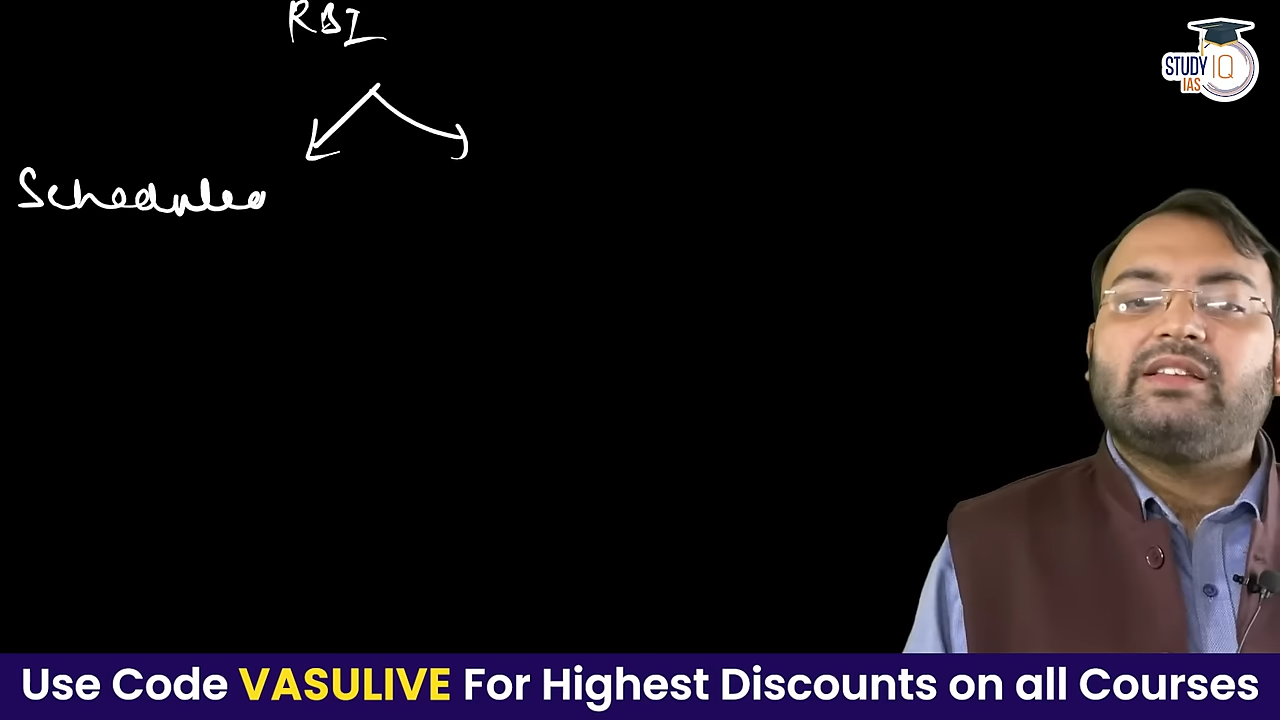 RBI
STUDY IQ
IAS
Scheduled
Use Code VASULIVE For Highest Discounts on all Courses